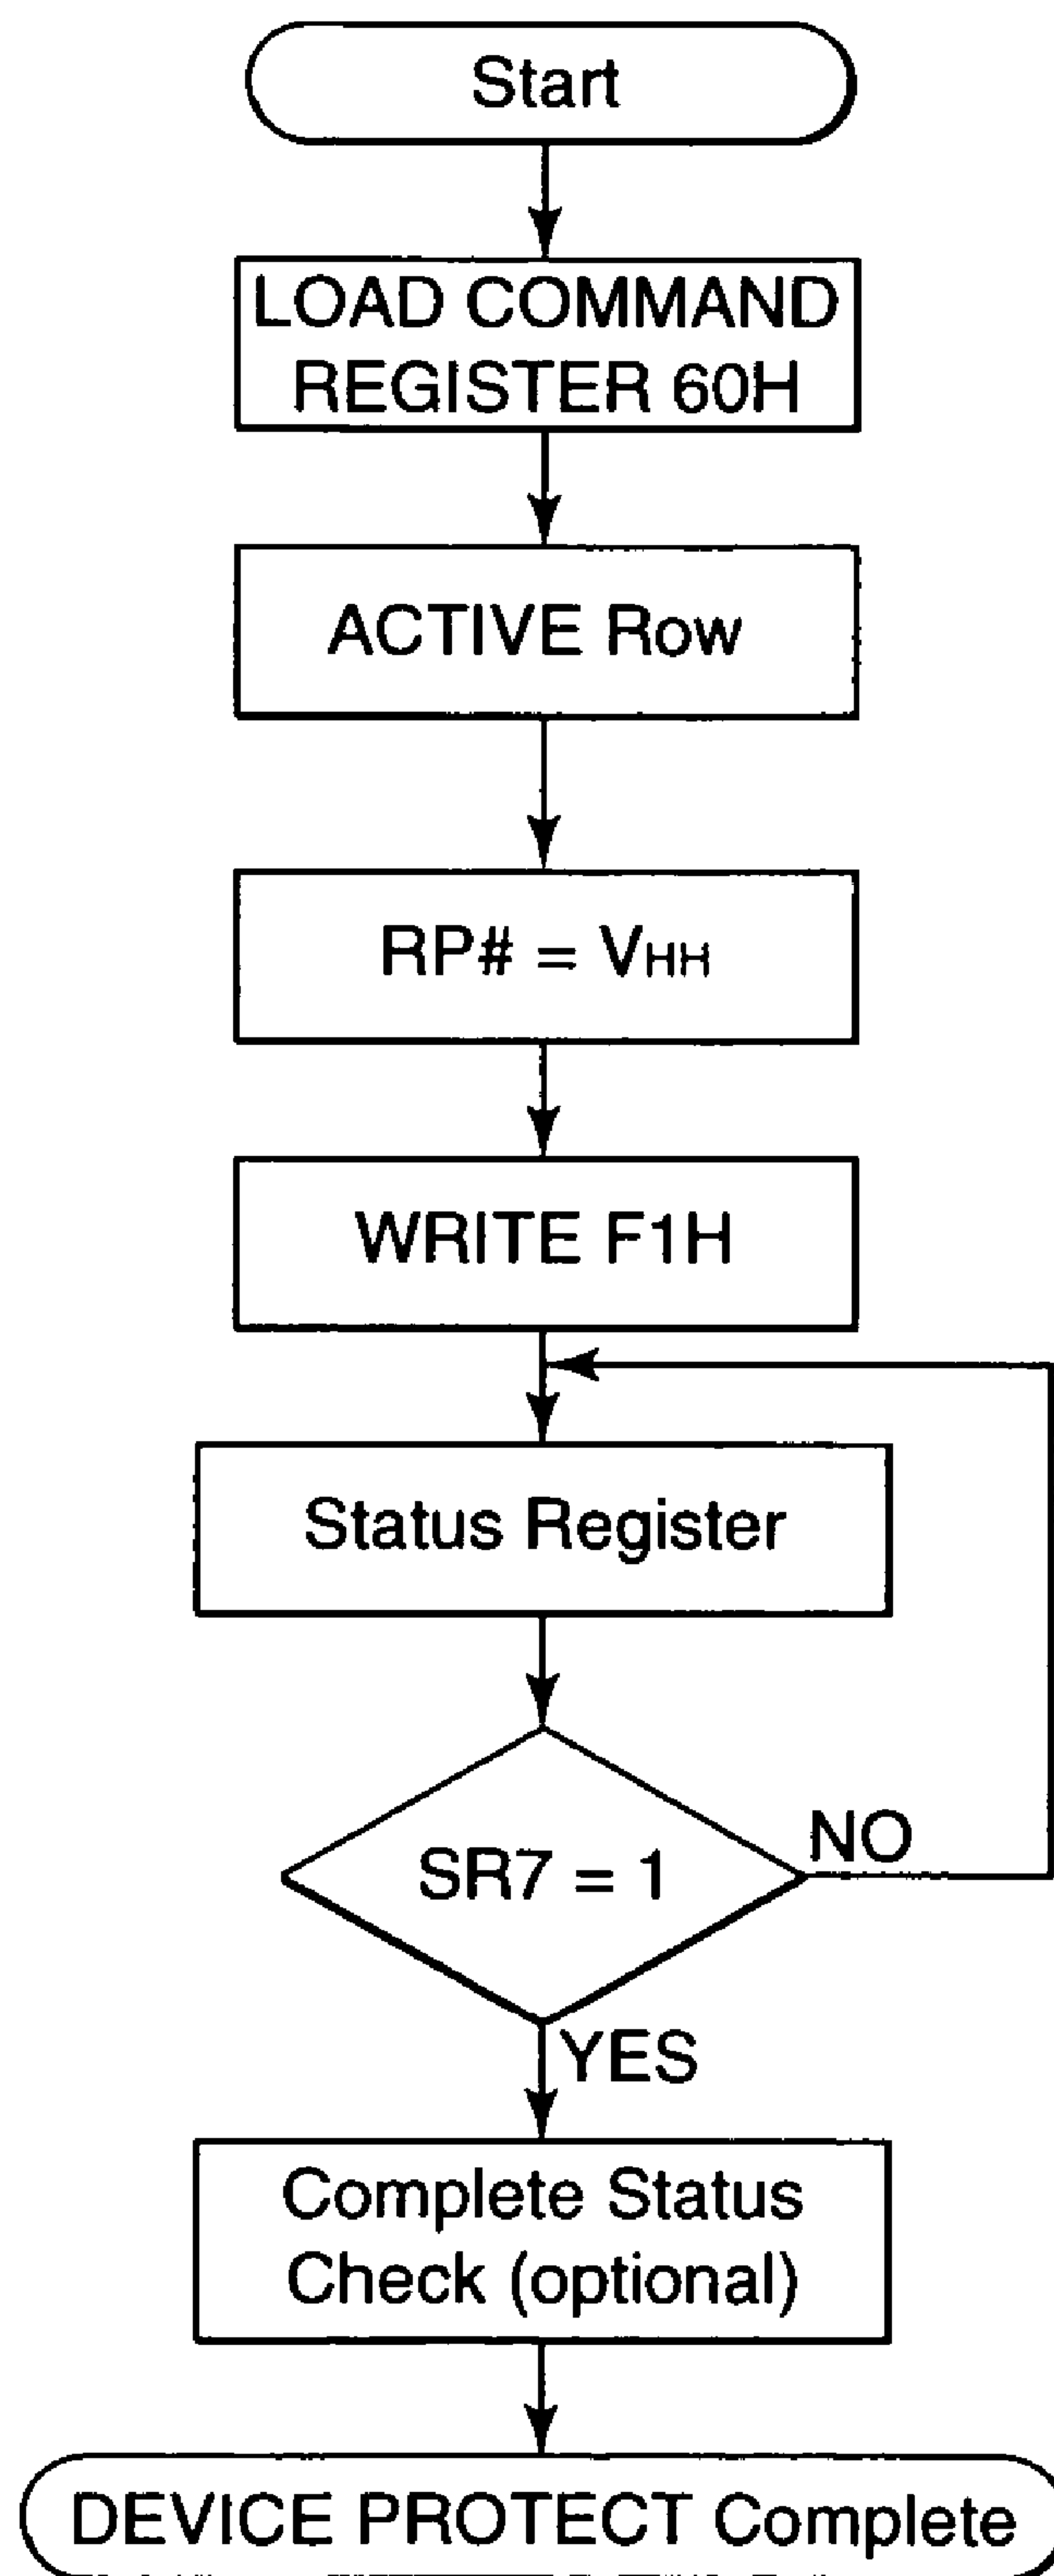 Start
LOAD COMMAND
REGISTER 60H
ACTIVE Row
RP# = VHH
WRITE F1H
Status Register
SR7 = 1
NO
YES
Complete Status
Check (optional)
DEVICE PROTECT Complete